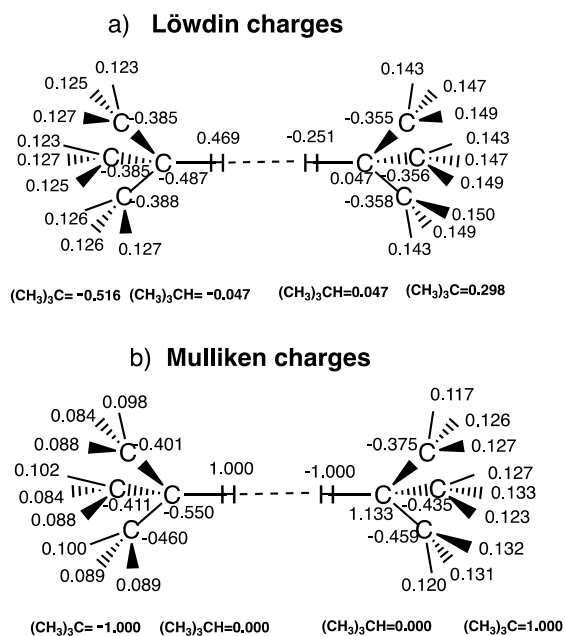 a) Löwdin charges
0.123 0.143
0.125 0.147
0.127 C -0.385 -0.355 C 0.149
0.123 0.469 -0.251 0.143
0.127 C C H H C C 0.147
-0.385 -0.487 0.047 -0.356
0.125 0.149
C -0.388 -0.358 C
0.126 0.150
0.126 0.127 0.149
0.143
(CH₃)₃C= -0.516 (CH₃)₃CH= -0.047 (CH₃)₃CH=0.047 (CH₃)₃C=0.298
b) Mulliken charges
0.098 0.117
0.084 0.126
0.088 C -0.401 -0.375 C 0.127
0.102 1.000 -1.000 0.127
0.084 C C H H C C 0.133
-0.411 -0.550 1.133 -0.435
0.088 0.123
0.100 C -0460 -0.459 C 0.132
0.089 0.131
0.089 0.120
(CH₃)₃C= -1.000 (CH₃)₃CH=0.000 (CH₃)₃CH=0.000 (CH₃)₃C=1.000